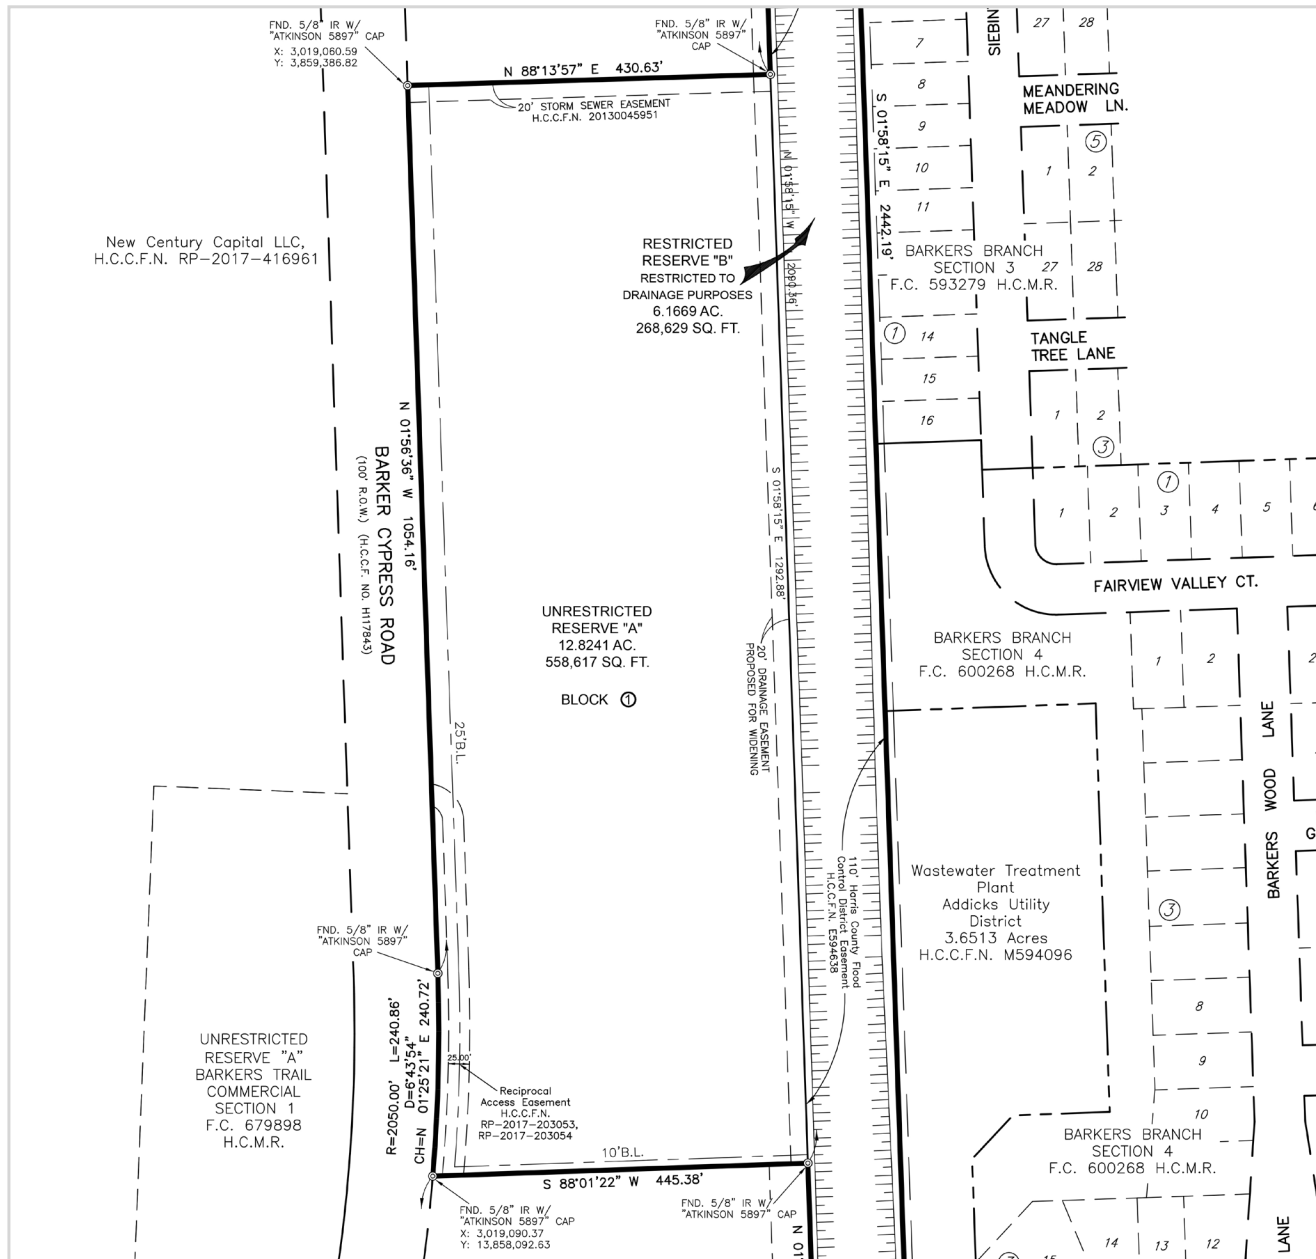 FND. 5/8" IR W/
"ATKINSON 5897" CAP
X: 3,019,060.59
Y: 3,859,386.82
FND. 5/8" IR W/
"ATKINSON 5897"
CAP
N 88°13'57" E 430.63'
20' STORM SEWER EASEMENT
H.C.C.F.N. 20130045951
New Century Capital LLC,
H.C.C.F.N. RP-2017-416961
RESTRICTED
RESERVE "B"
RESTRICTED TO
DRAINAGE PURPOSES
6.1669 AC.
268,629 SQ. FT.
N 01°58'15" W 2090.36'
S 01°58'15" E 2442.19'
7
8
9
10
11
14
15
16
1
BARKERS BRANCH
SECTION 3
F.C. 593279 H.C.M.R.
27
28
MEANDERING
MEADOW LN.
5
1
2
27
28
TANGLE
TREE LANE
1
2
3
1
1
2
3
4
5
FAIRVIEW VALLEY CT.
N 01°56'36" W 1054.16'
BARKER CYPRESS ROAD
(100' R.O.W.) (H.C.C.F. NO. H117843)
S 01°58'15" E 1292.88'
UNRESTRICTED
RESERVE "A"
12.8241 AC.
558,617 SQ. FT.
BLOCK 1
20' DRAINAGE EASEMENT
PROPOSED FOR WIDENING
25'B.L.
BARKERS BRANCH
SECTION 4
F.C. 600268 H.C.M.R.
1
2
2
BARKERS WOOD LANE
G
Wastewater Treatment
Plant
Addicks Utility
District
3.6513 Acres
H.C.C.F.N. M594096
110' Harris County Flood
Control District Easement
H.C.C.F.N. E594638
3
8
9
10
FND. 5/8" IR W/
"ATKINSON 5897"
CAP
UNRESTRICTED
RESERVE "A"
BARKERS TRAIL
COMMERCIAL
SECTION 1
F.C. 679898
H.C.M.R.
R=2050.00' L=240.86'
D=6°43'54"
CH=N 01°25'21" E 240.72'
25.00'
Reciprocal
Access Easement
H.C.C.F.N.
RP-2017-203053,
RP-2017-203054
10'B.L.
S 88°01'22" W 445.38'
FND. 5/8" IR W/
"ATKINSON 5897" CAP
X: 3,019,090.37
Y: 13,858,092.63
FND. 5/8" IR W/
"ATKINSON 5897"
CAP
N 01°
BARKERS BRANCH
SECTION 4
F.C. 600268 H.C.M.R.
14
13
12
LANE